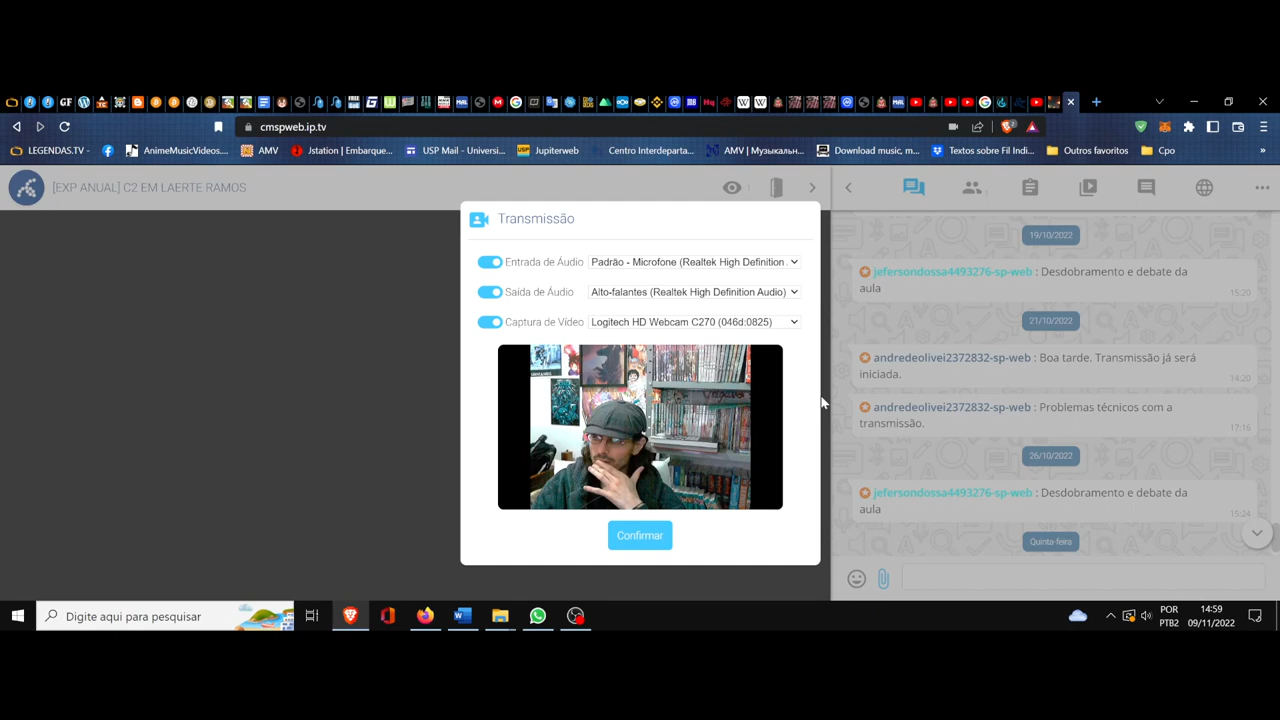 cmspweb.ip.tv
2
LEGENDAS.TV -
AnimeMusicVideos...
AMV
Jstation | Embarque...
USP Mail - Universi...
Jupiterweb
Centro Interdeparta...
AMV | Музыкальн...
Download music, m...
Textos sobre Fil Indi...
Outros favoritos
Cpo
»
[EXP ANUAL] C2 EM LAERTE RAMOS
1
1
Transmissão
Entrada de Áudio
Padrão - Microfone (Realtek High Definition
Saída de Áudio
Alto-falantes (Realtek High Definition Audio)
Captura de Vídeo
Logitech HD Webcam C270 (046d:0825)
Confirmar
19/10/2022
jefersondossa4493276-sp-web : Desdobramento e debate da
aula
15:20
21/10/2022
andredeolivei2372832-sp-web : Boa tarde. Transmissão já será
iniciada.
14:20
andredeolivei2372832-sp-web : Problemas técnicos com a
transmissão.
17:16
26/10/2022
jefersondossa4493276-sp-web : Desdobramento e debate da
aula
15:24
Quinta-feira
Digite aqui para pesquisar
POR
PTB2
14:59
09/11/2022